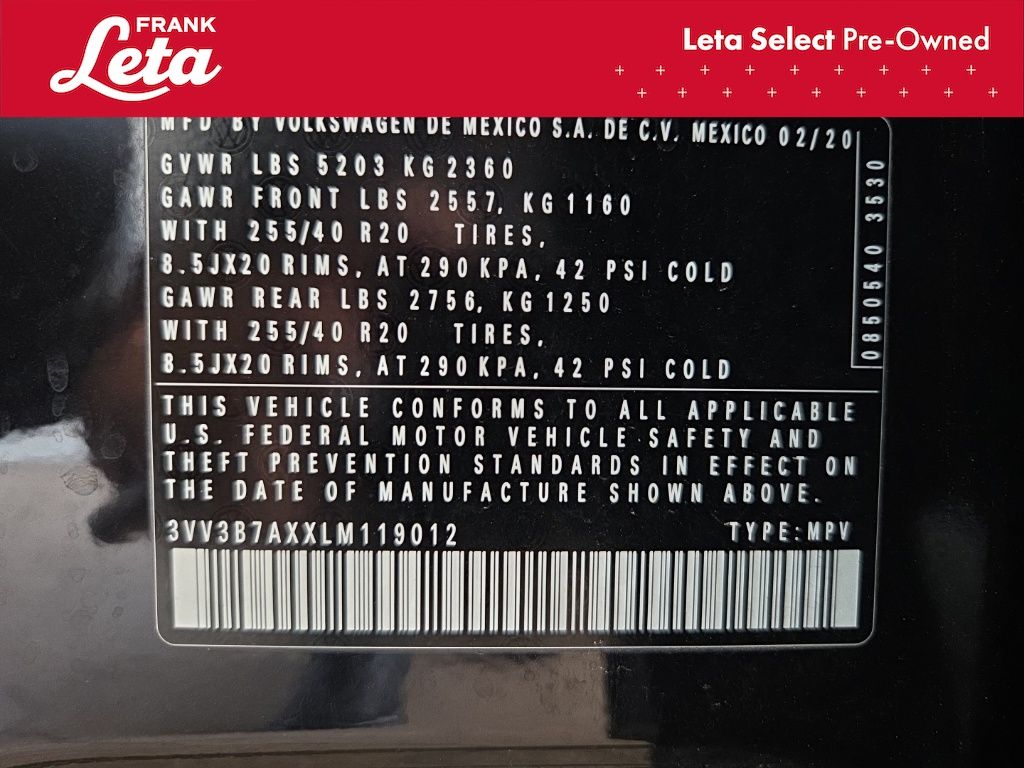 FRANK
Leta
Leta Select Pre-Owned
MFD BY VOLKSWAGEN DE MEXICO S.A. DE C.V. MEXICO 02/20
GVWR LBS 5203 KG 2360
GAWR FRONT LBS 2557, KG 1160
WITH 255/40 R20 TIRES,
8.5JX20 RIMS, AT 290 KPA, 42 PSI COLD
GAWR REAR LBS 2756, KG 1250
WITH 255/40 R20 TIRES,
8.5JX20 RIMS, AT 290 KPA, 42 PSI COLD
0850540 3530
THIS VEHICLE CONFORMS TO ALL APPLICABLE
U.S. FEDERAL MOTOR VEHICLE SAFETY AND
THEFT PREVENTION STANDARDS IN EFFECT ON
THE DATE OF MANUFACTURE SHOWN ABOVE.
3VV3B7AXXLM119012 TYPE:MPV